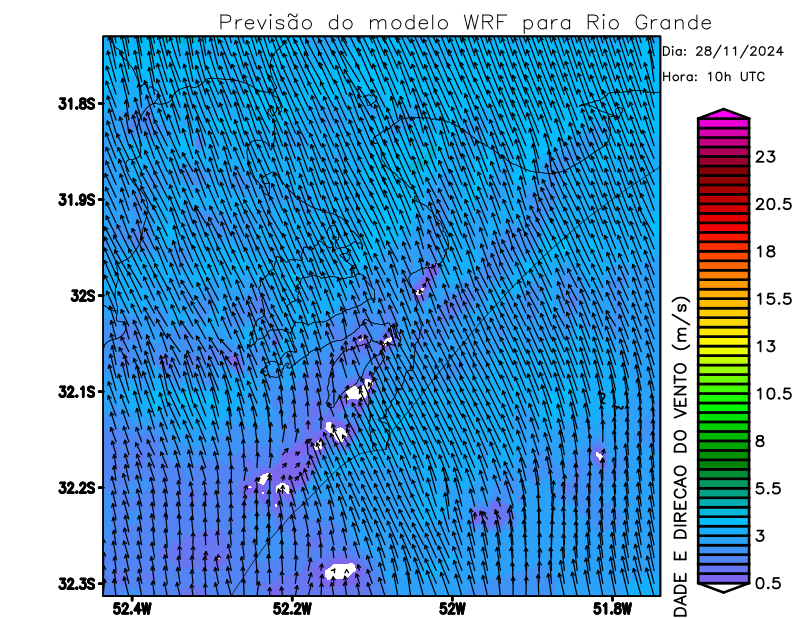 Previsão do modelo WRF para Rio Grande
Dia: 28/11/2024
Hora: 10h UTC
31.8S
31.9S
32S
32.1S
32.2S
32.3S
52.4W
52.2W
52W
51.8W
23
20.5
18
15.5
13
10.5
8
5.5
3
0.5
DADE E DIRECAO DO VENTO (m/s)